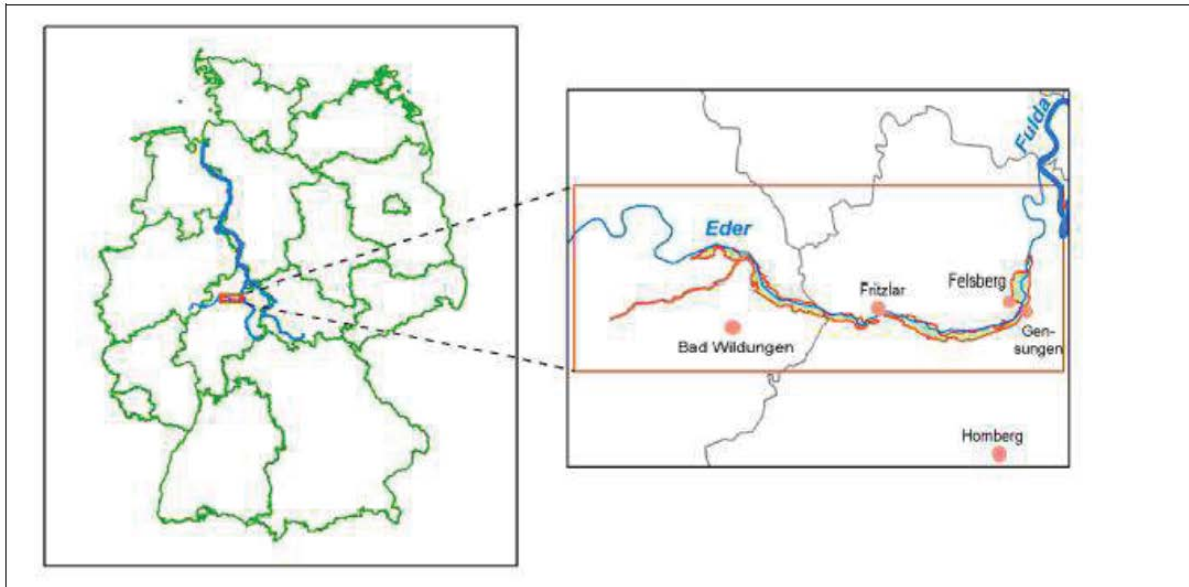 Fulda
Eder
Fritzlar
Felsberg
Bad Wildungen
Gen-
sungen
Homberg